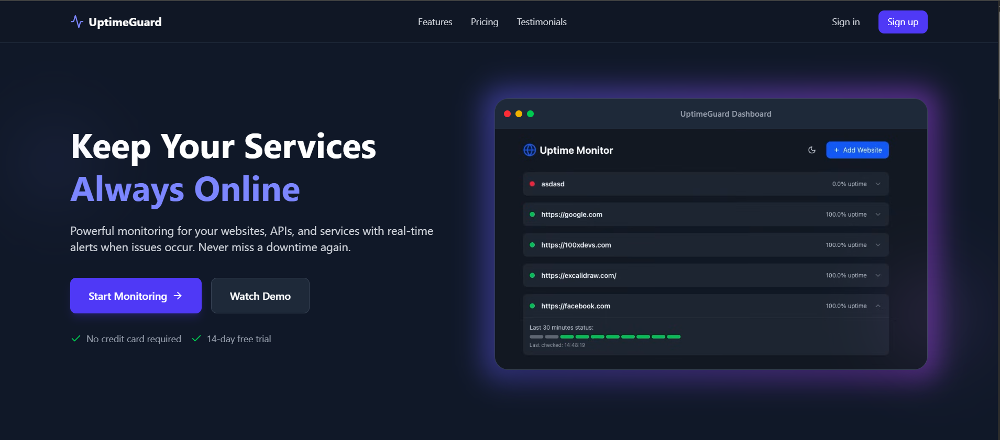 UptimeGuard
Features
Pricing
Testimonials
Sign in
Sign up
Keep Your Services
Always Online
Powerful monitoring for your websites, APIs, and services with real-time
alerts when issues occur. Never miss a downtime again.
Start Monitoring →
Watch Demo
✓ No credit card required
✓ 14-day free trial
UptimeGuard Dashboard
Uptime Monitor
+ Add Website
asdasd
0.0% uptime
https://google.com
100.0% uptime
https://100xdevs.com
100.0% uptime
https://excalidraw.com/
100.0% uptime
https://facebook.com
100.0% uptime
Last 30 minutes status:
Last checked: 14:48:19